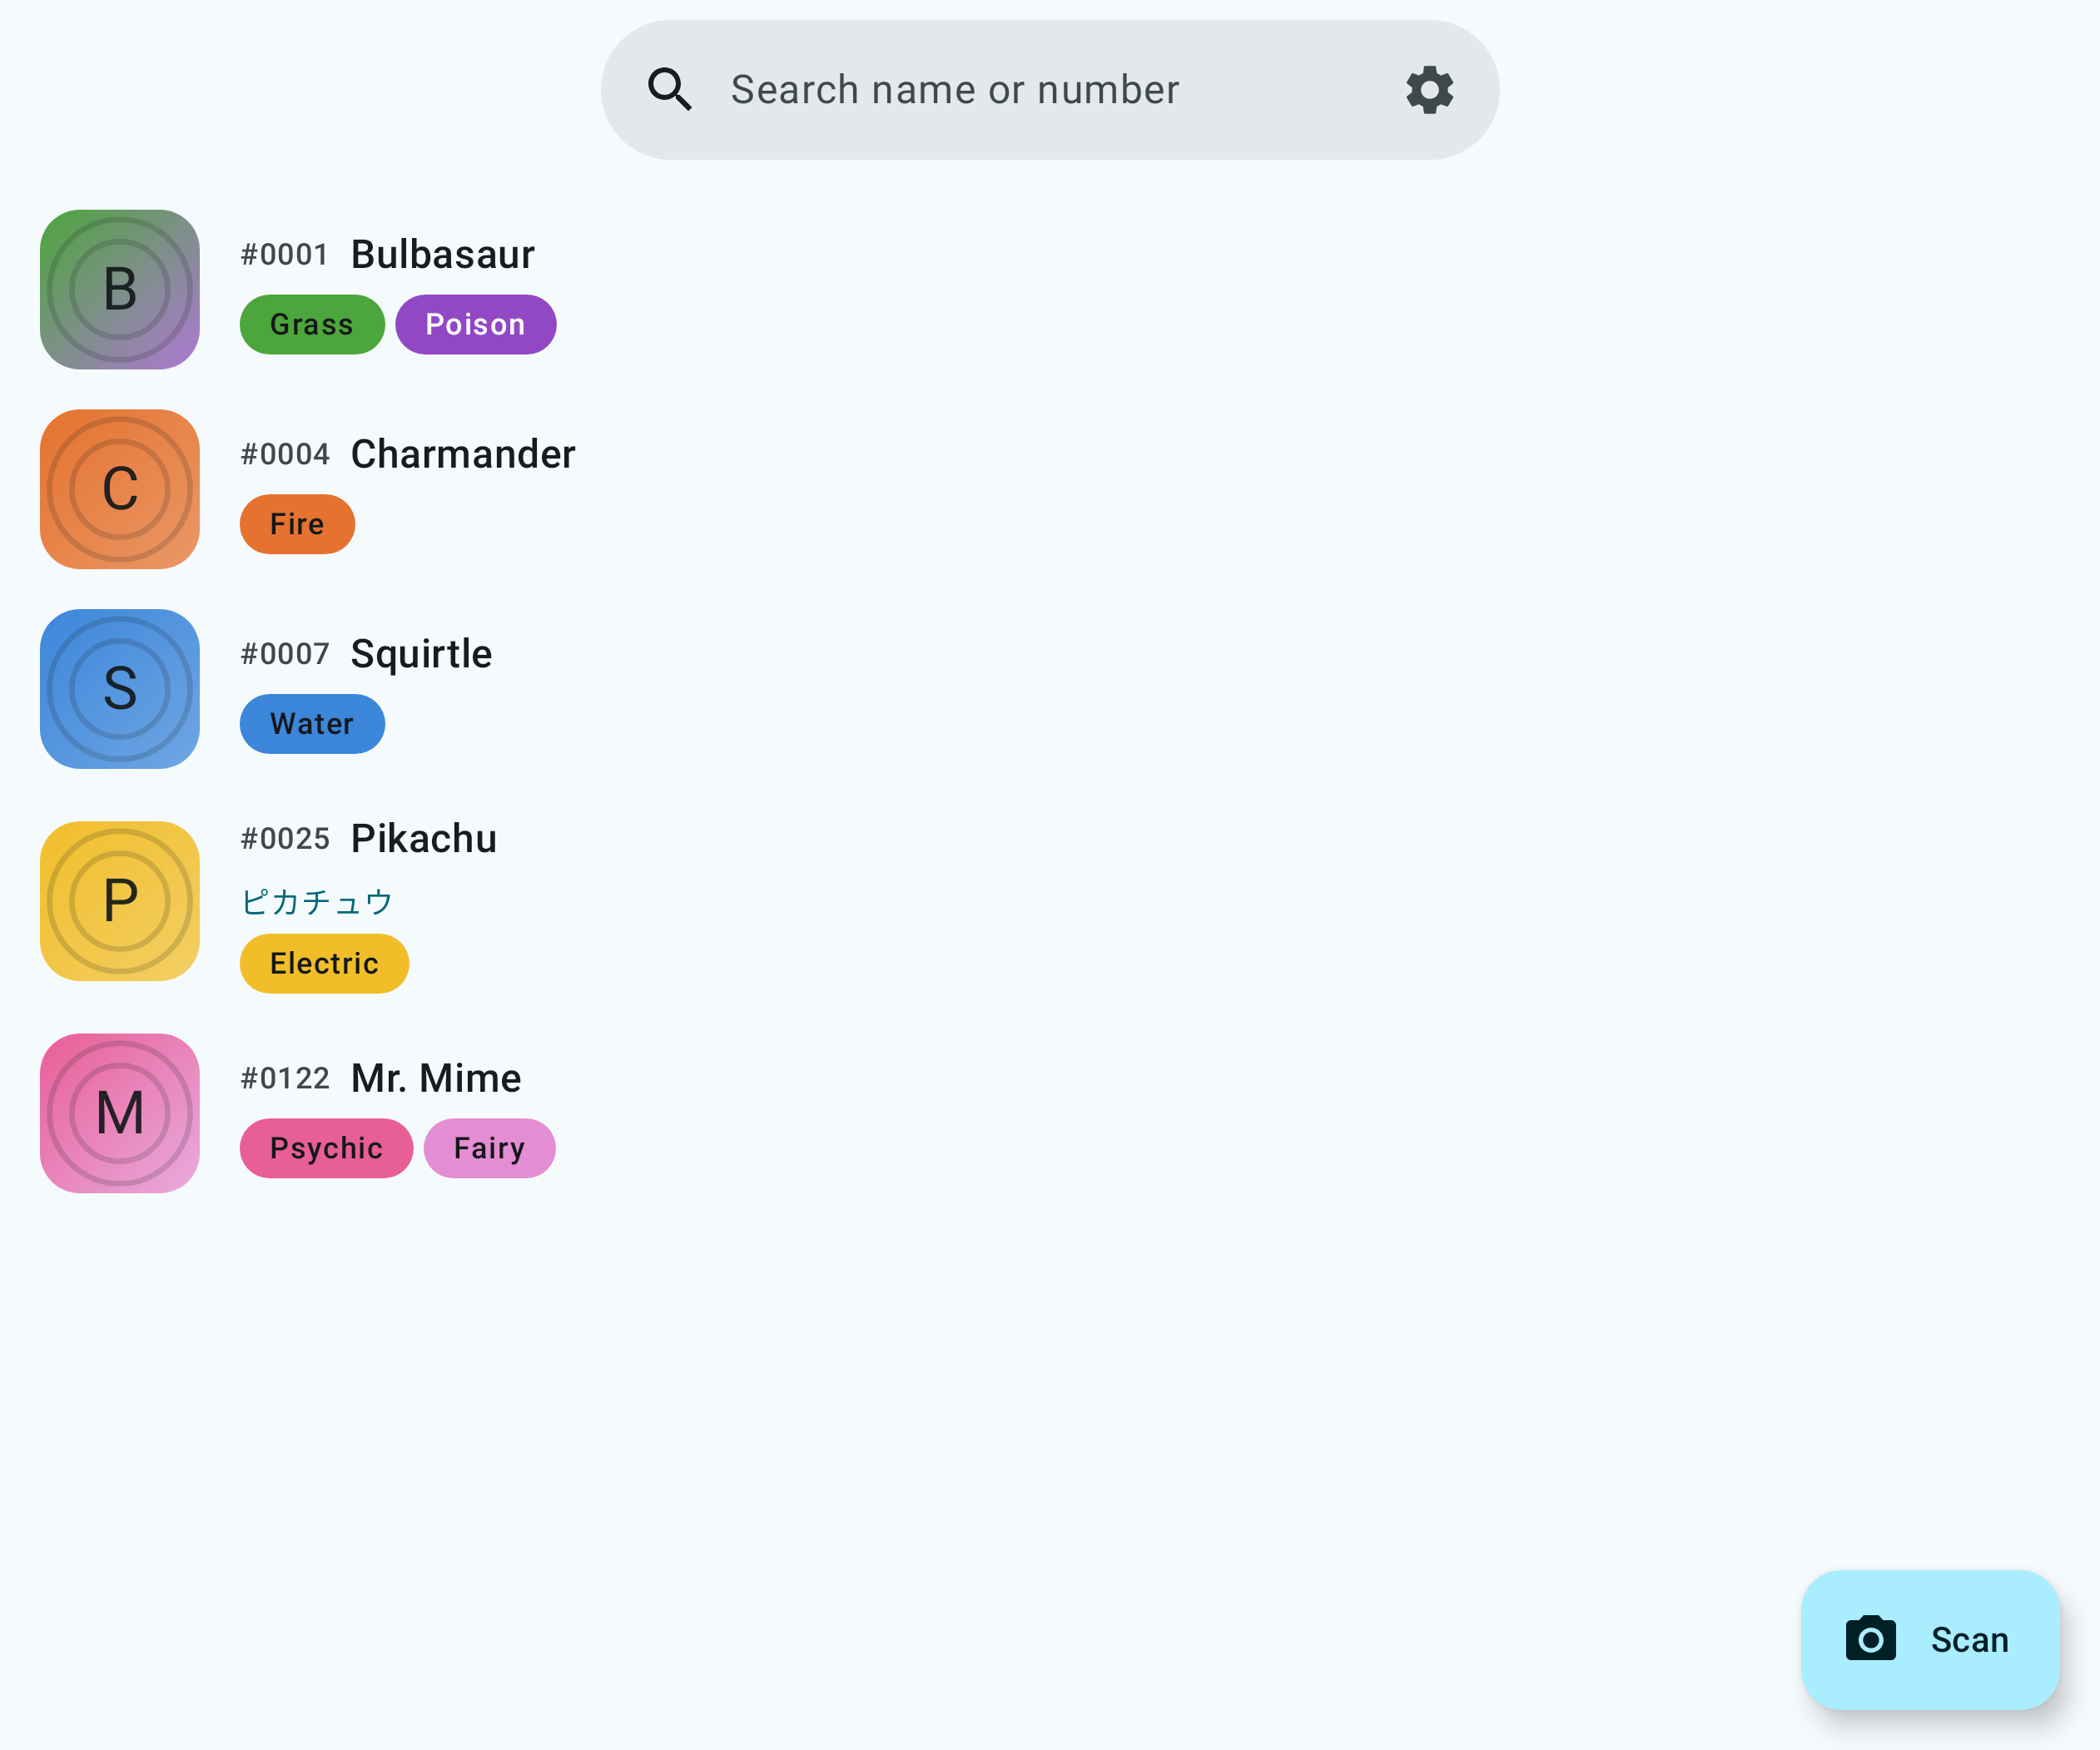 Search name or number
B
#0001 Bulbasaur
Grass Poison
C
#0004 Charmander
Fire
S
#0007 Squirtle
Water
P
#0025 Pikachu
ピカチュウ
Electric
M
#0122 Mr. Mime
Psychic Fairy
Scan